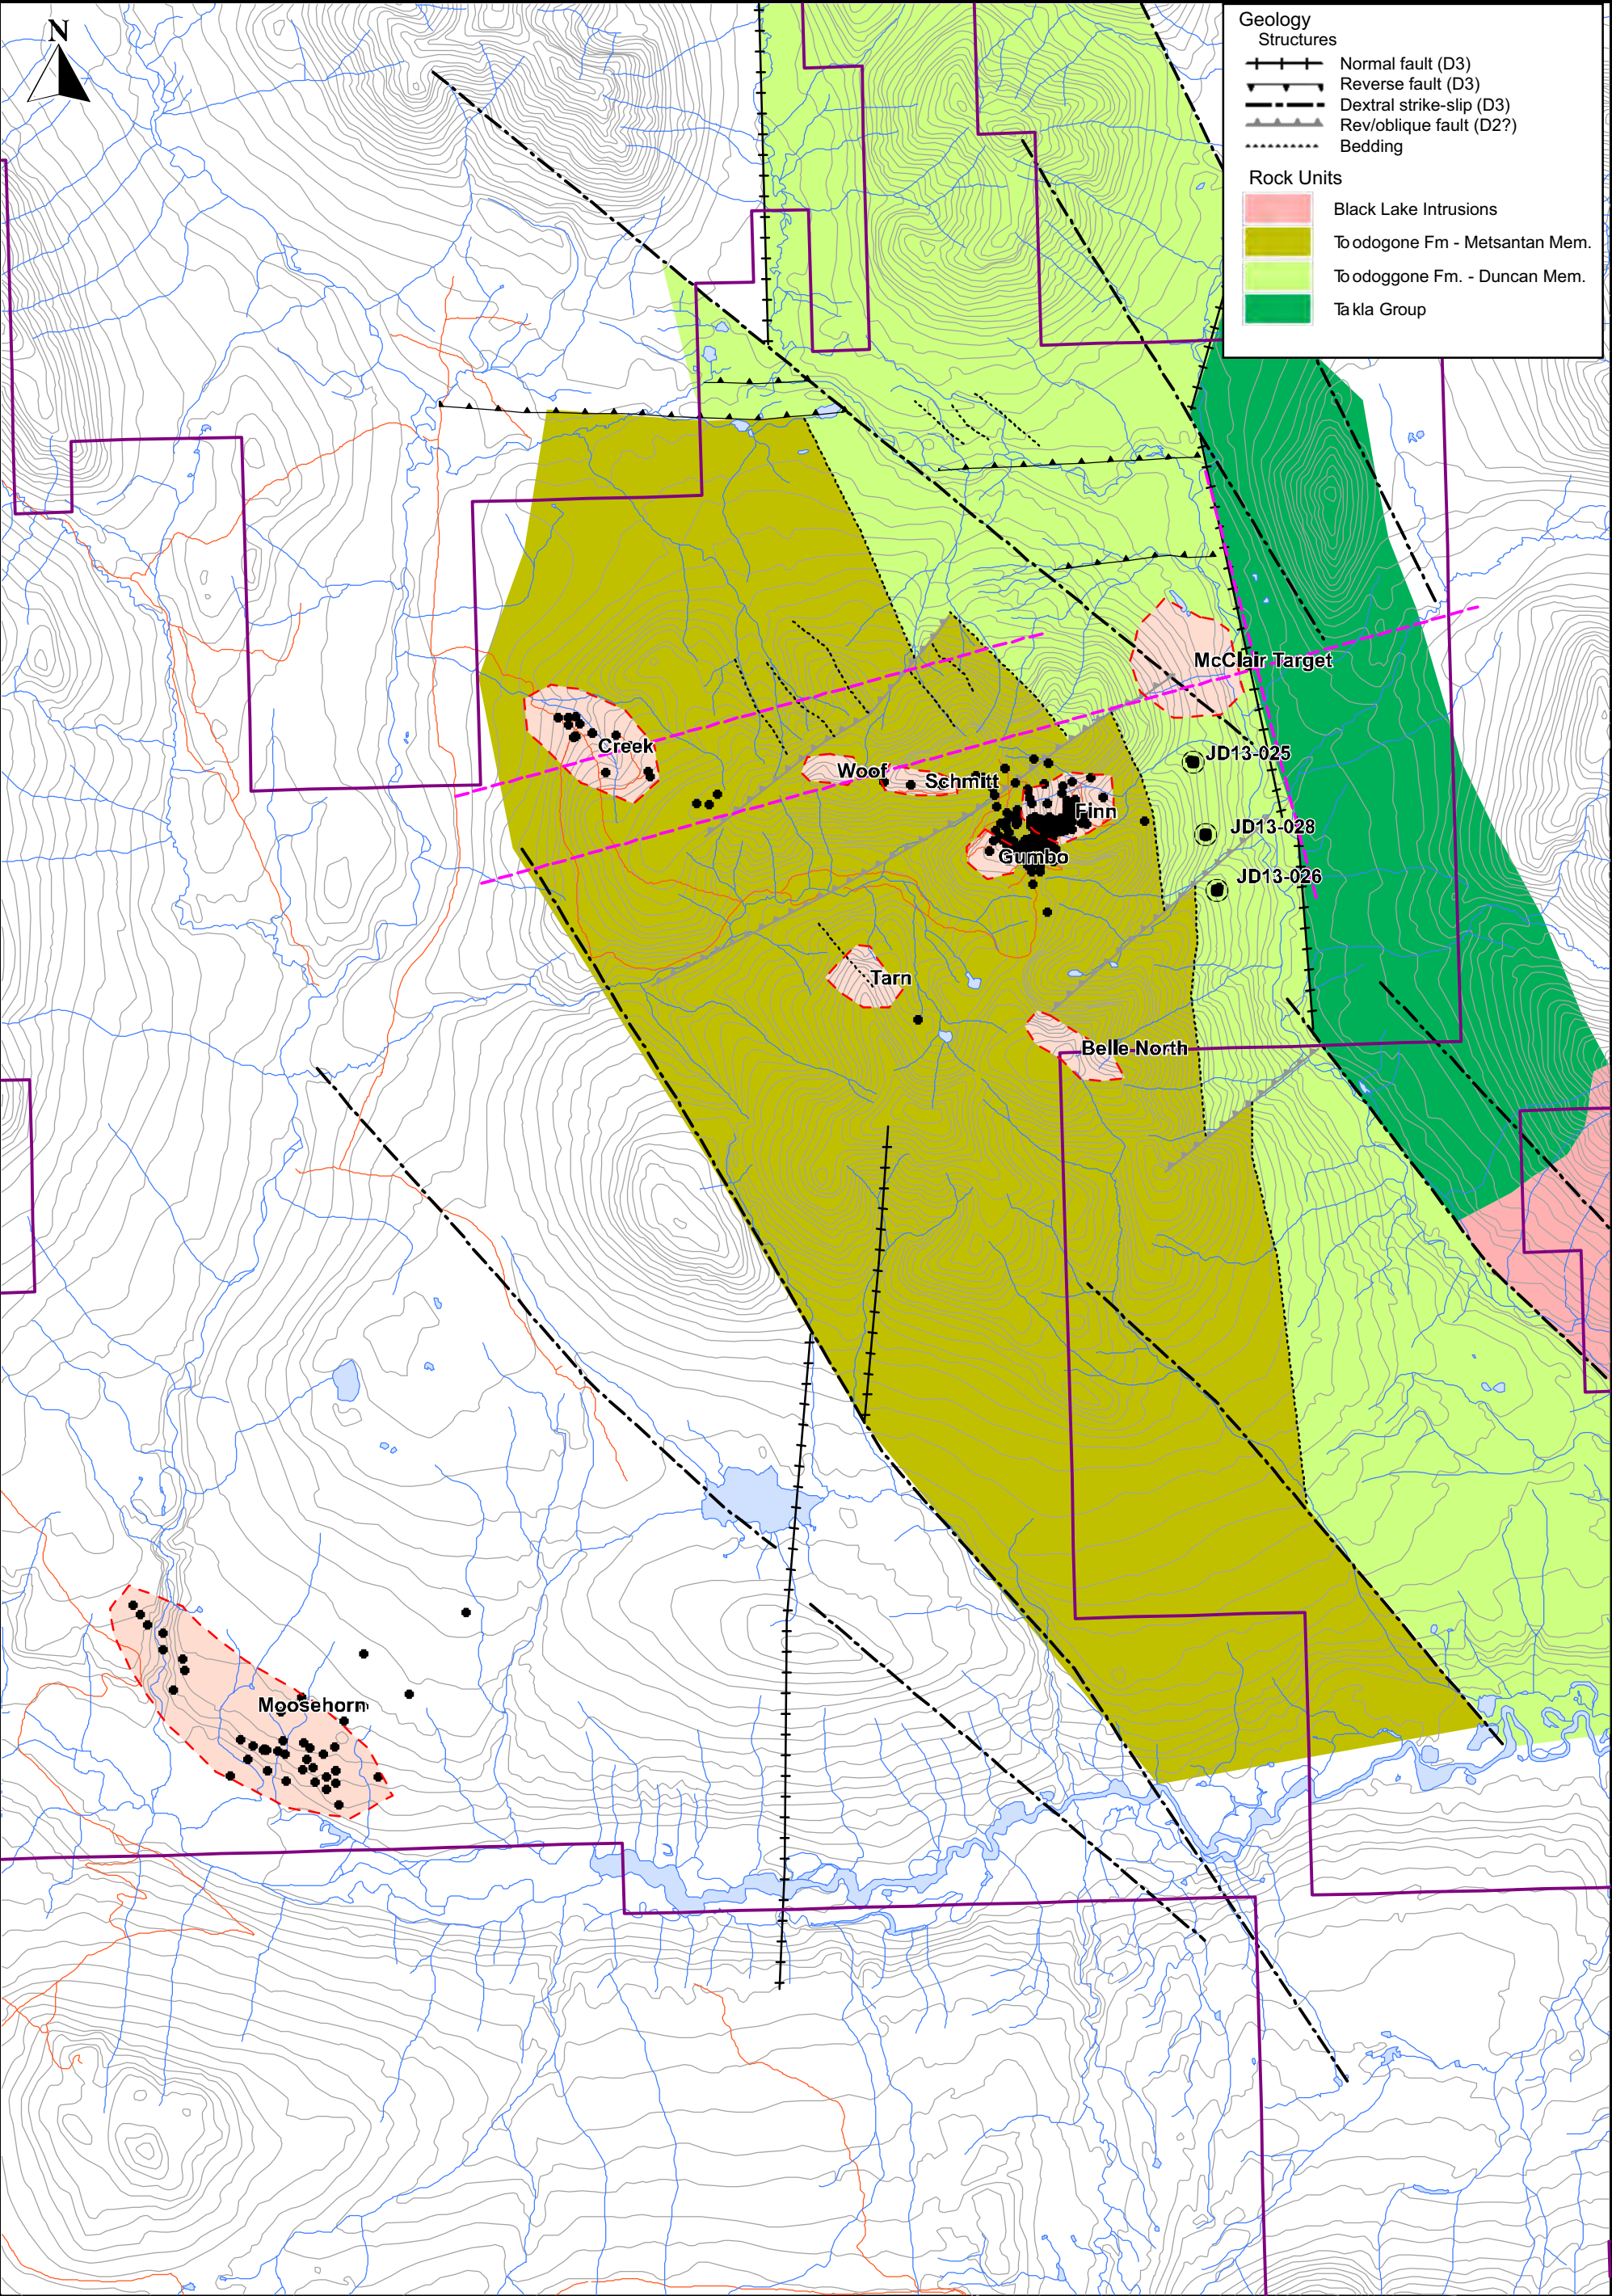 N
Geology
Structures
Normal fault (D3)
Reverse fault (D3)
Dextral strike-slip (D3)
Rev/oblique fault (D2?)
Bedding
Rock Units
Black Lake Intrusions
To odogone Fm - Metsantan Mem.
To odoggone Fm. - Duncan Mem.
Ta kla Group
McClair Target
Creek
JD13-025
Woof
Schmitt
Finn
JD13-028
Gumbo
JD13-026
Tarn
Belle North
Moosehorn